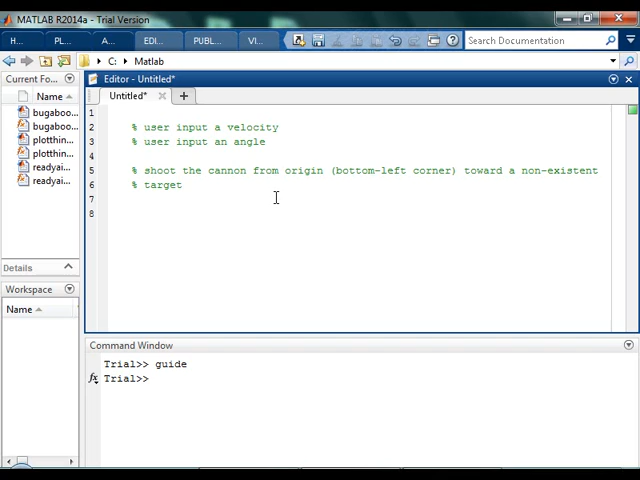 MATLAB R2014a - Trial Version
H... PL... A... EDI... PUBL... VI... Search Documentation
C: Matlab
Current Fo...
Editor - Untitled*
Name
Untitled*
bugaboo...
bugaboo...
plotthin...
plotthin...
readyai...
readyai...
1
2 % user input a velocity
3 % user input an angle
4
5 % shoot the cannon from origin (bottom-left corner) toward a non-existent
6 % target
7
8
Details
Workspace
Name
Command Window
Trial>> guide
fx Trial>>